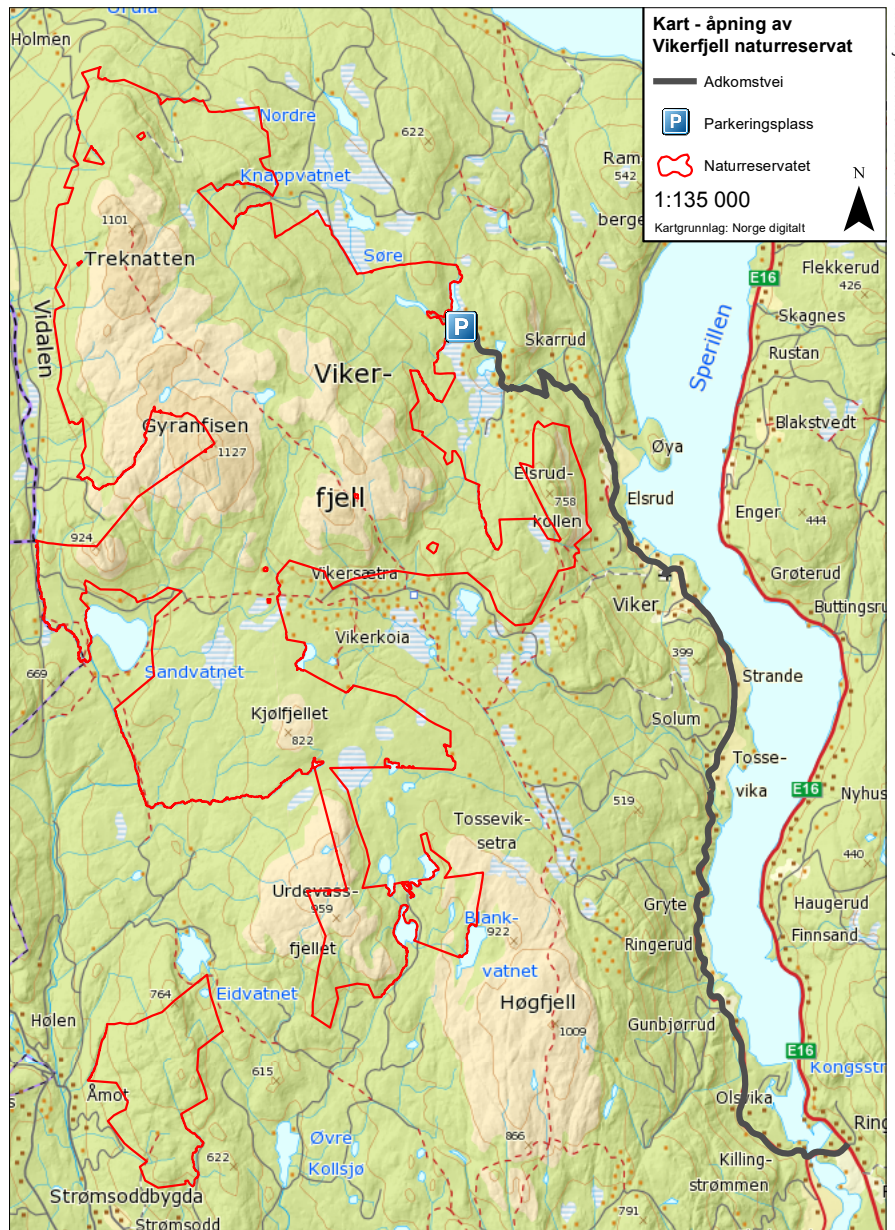 Kart - åpning av
Vikerfjell naturreservat
Adkomstvei
P
Parkeringsplass
Naturreservatet
N
1:135 000
Kartgrunnlag: Norge digitalt
Holmen
Nordre
622
Knappvatnet
542
1101
Treknatten
Søre
E16
Flekkerud
426
Skagnes
Sperillen
P
Skarrud
Rustan
Vidalen
Viker-
Gyranfisen
1127
Blakstvedt
Øya
Elsrud-
758
kollen
Elsrud
fjell
Enger
444
924
Vikersætra
Grøterud
Viker
Buttingsru
Vikerkoia
399
669
Sandvatnet
Strande
Kjølfjellet
822
Solum
Tosse-
vika
E16
Nyhus
519
Tossevik-
setra
440
Urdevass-
959
fjellet
Blank-
922
vatnet
Gryte
Haugerud
Ringerud
Finnsand
764
Eidvatnet
Høgfjell
1009
Gunbjørrud
Hølen
E16
Kongsstr
615
Åmot
Olsvika
Ring
622
Øvre
Kollsjø
866
Killing-
strømmen
Strømsoddbygda
Strømsodd
791